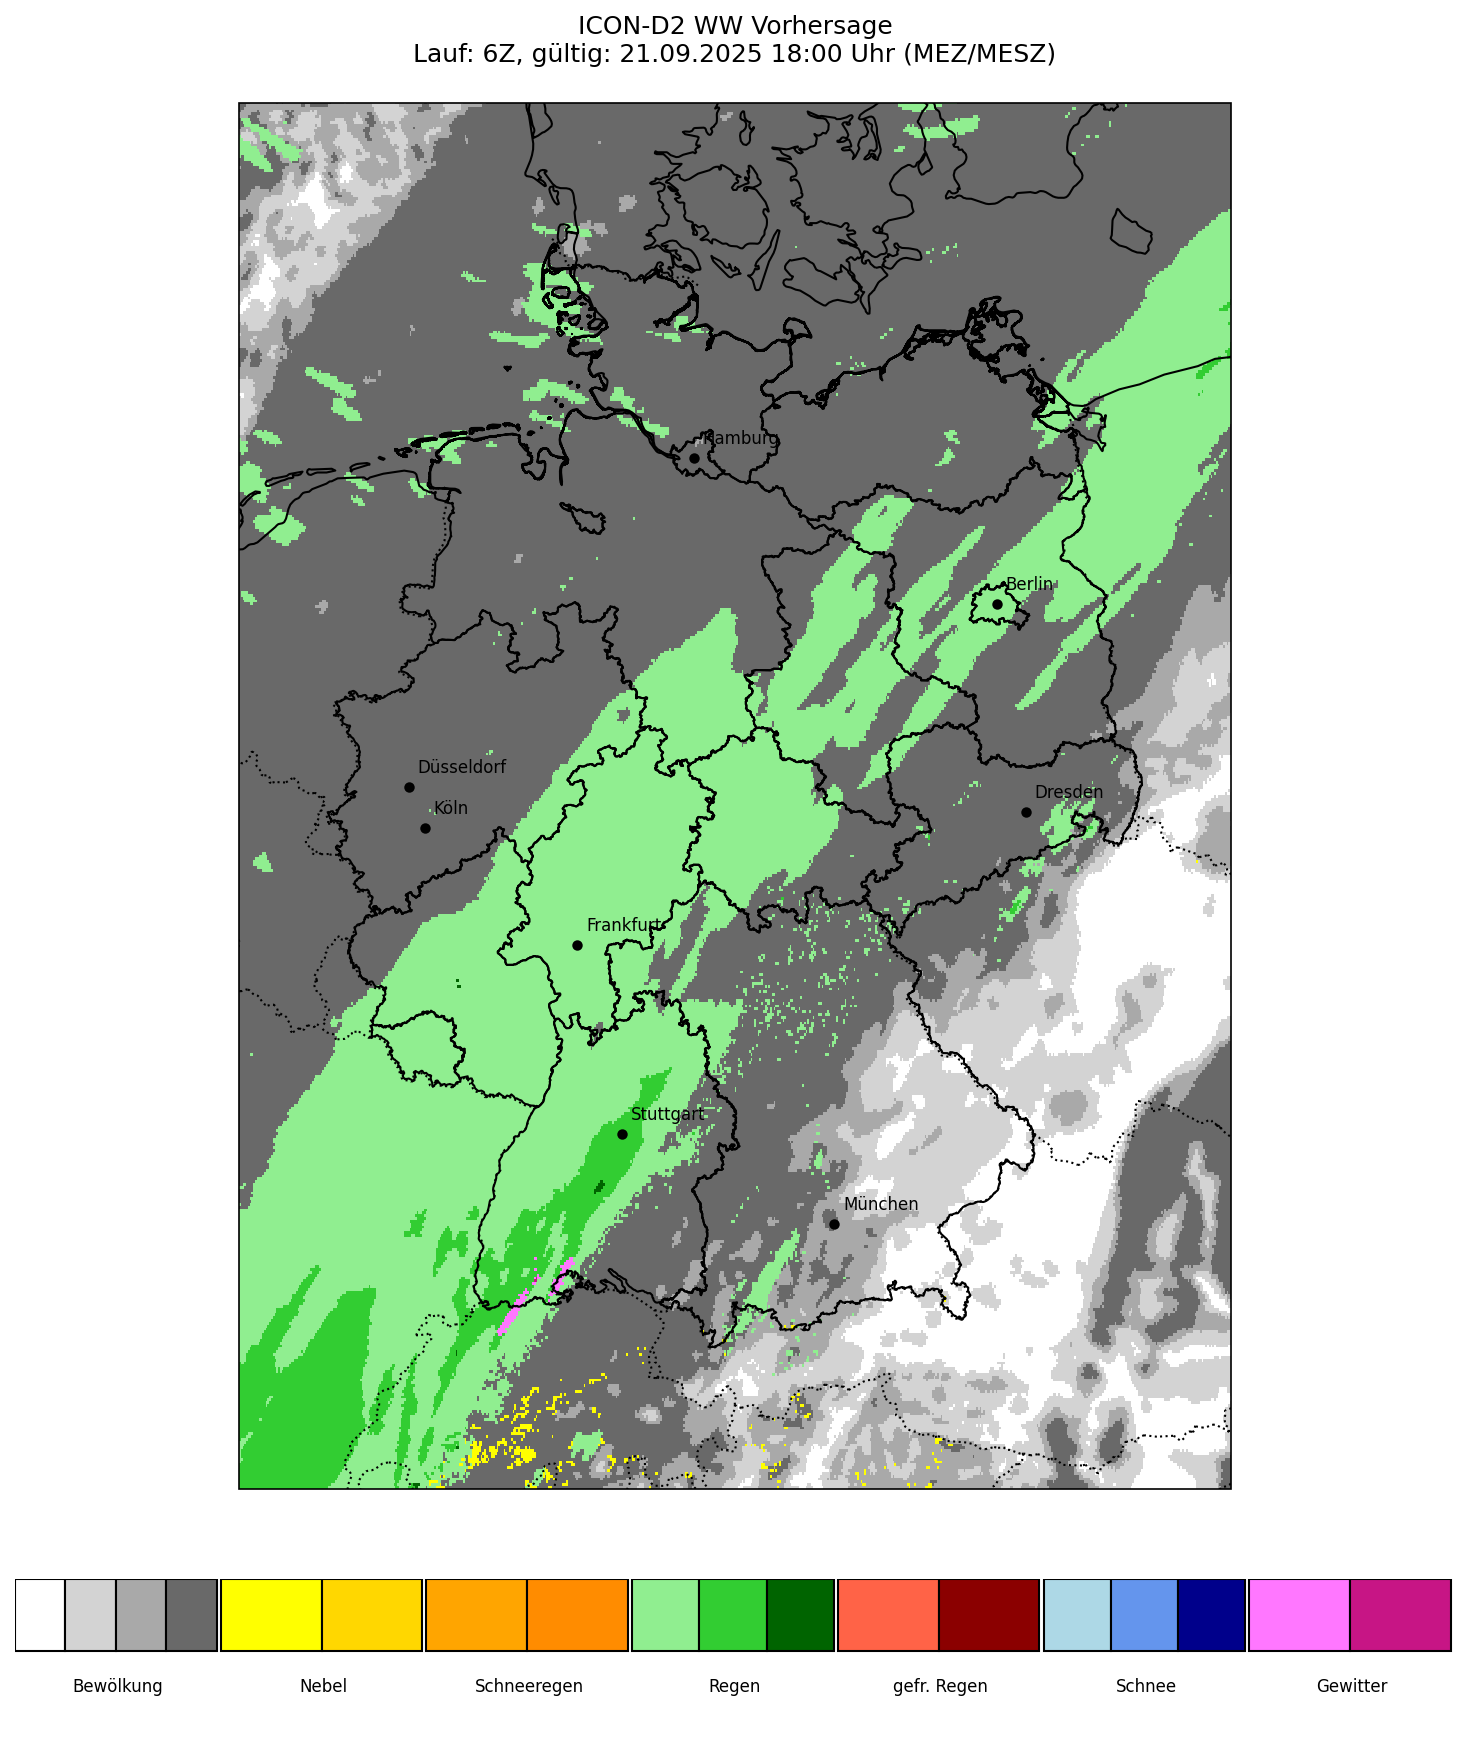 ICON-D2 WW Vorhersage
Lauf: 6Z, gültig: 21.09.2025 18:00 Uhr (MEZ/MESZ)
Hamburg
Berlin
Düsseldorf
Köln
Dresden
Frankfurt
Stuttgart
München
Bewölkung
Nebel
Schneeregen
Regen
gefr. Regen
Schnee
Gewitter